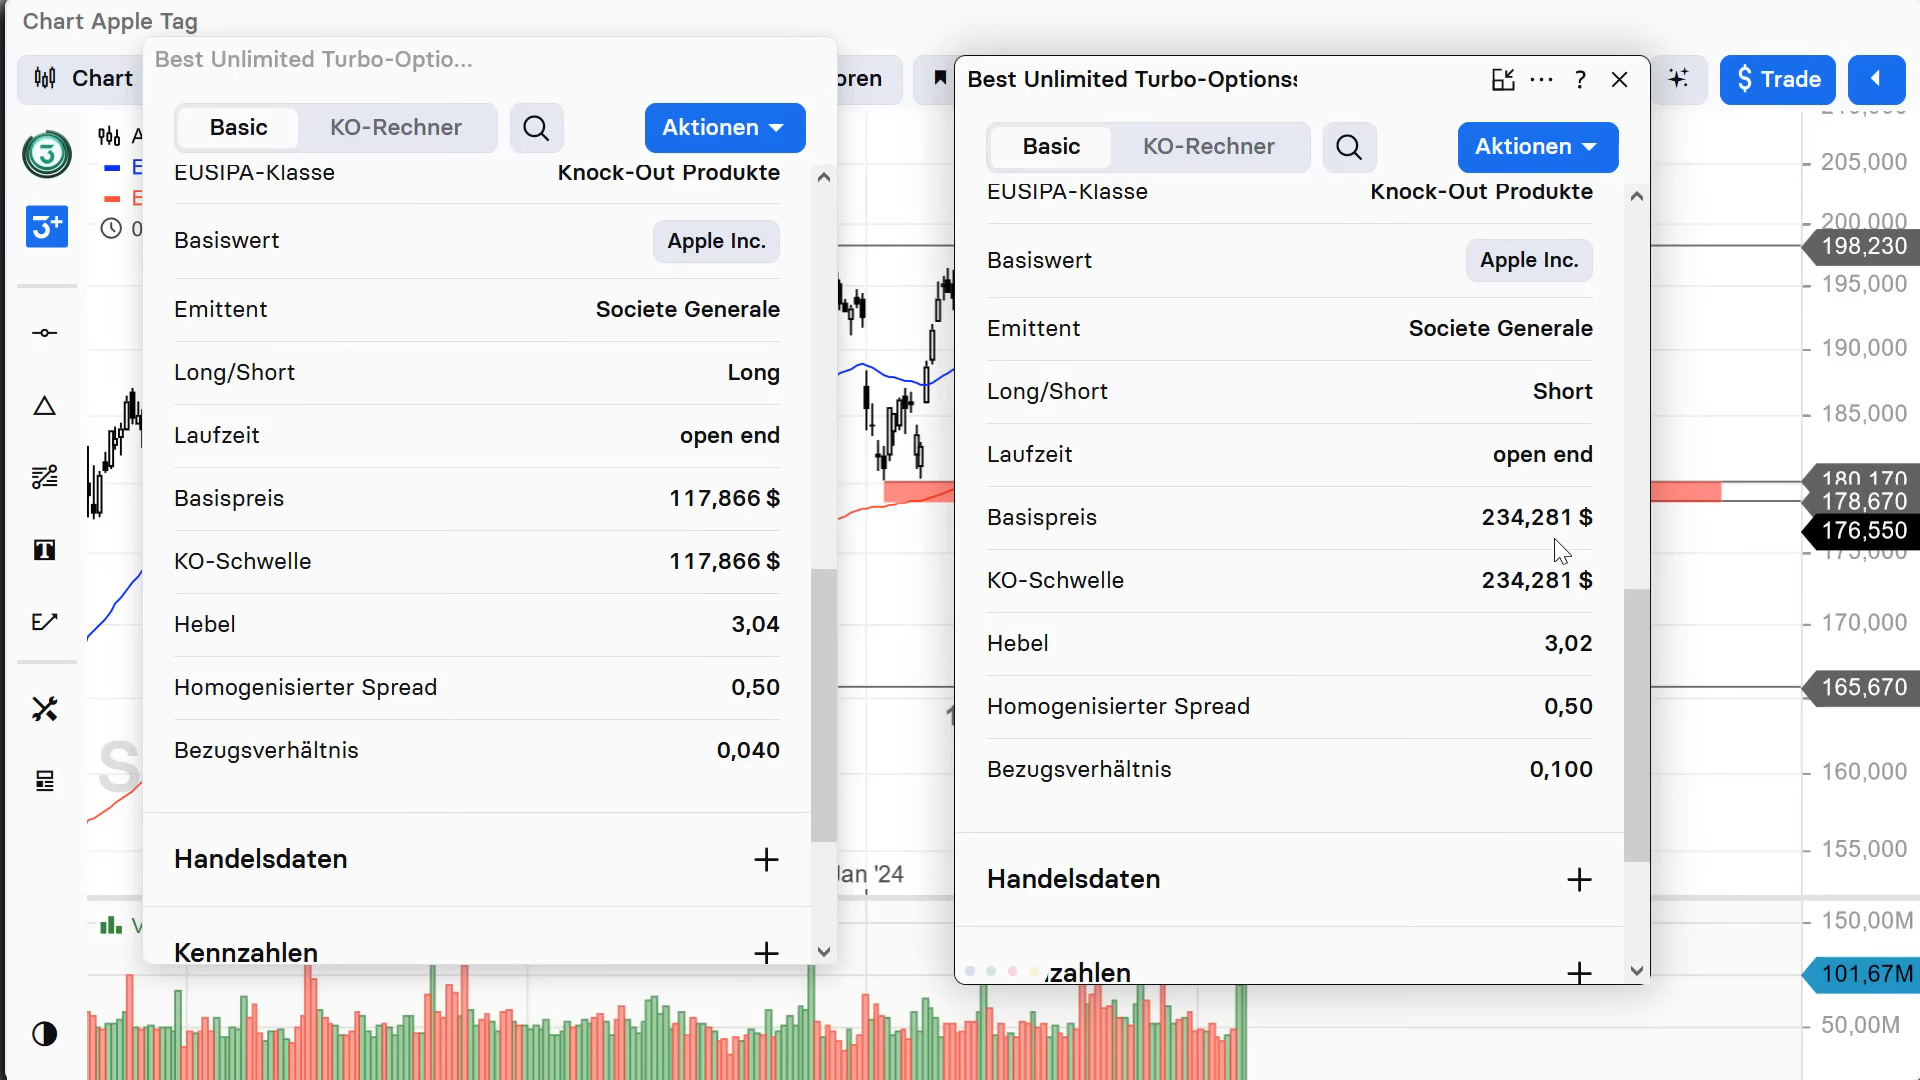 Chart Apple Tag
Chart
oren
$ Trade
3
3+
0
Best Unlimited Turbo-Optio...
Basic
KO-Rechner
Aktionen
EUSIPA-Klasse
Knock-Out Produkte
Basiswert
Apple Inc.
Emittent
Societe Generale
Long/Short
Long
Laufzeit
open end
Basispreis
117,866 $
KO-Schwelle
117,866 $
Hebel
3,04
Homogenisierter Spread
0,50
Bezugsverhältnis
0,040
Handelsdaten
Kennzahlen
Best Unlimited Turbo-Options
?
Basic
KO-Rechner
Aktionen
EUSIPA-Klasse
Knock-Out Produkte
Basiswert
Apple Inc.
Emittent
Societe Generale
Long/Short
Short
Laufzeit
open end
Basispreis
234,281 $
KO-Schwelle
234,281 $
Hebel
3,02
Homogenisierter Spread
0,50
Bezugsverhältnis
0,100
Handelsdaten
zahlen
205,000
200,000
198,230
195,000
190,000
185,000
180,170
178,670
176,550
175,000
170,000
165,670
160,000
155,000
150,00M
101,67M
50,00M
Jan '24
S
V